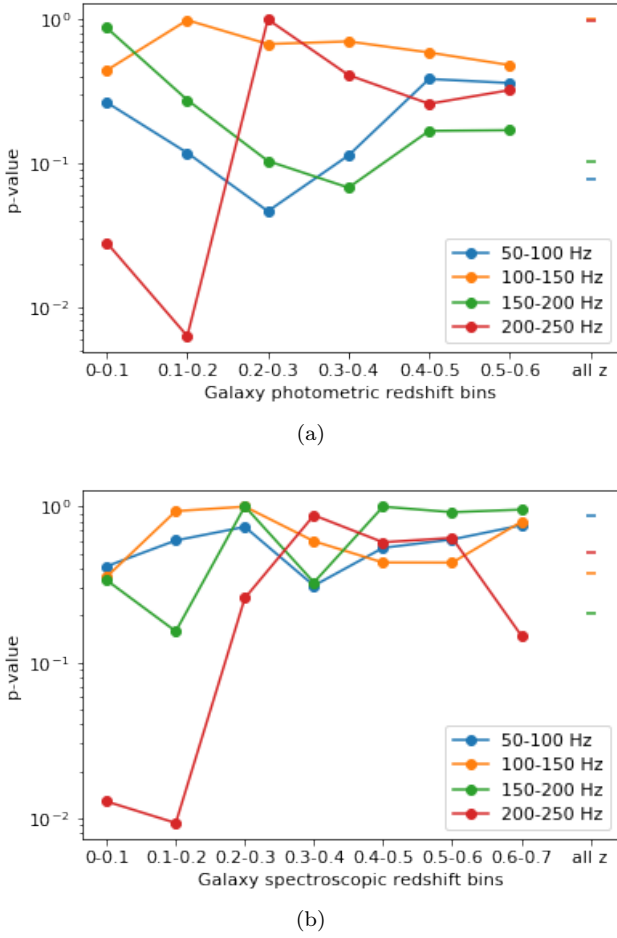 10⁰
10⁻¹
10⁻²
p-value
50-100 Hz
100-150 Hz
150-200 Hz
200-250 Hz
0-0.1 0.1-0.2 0.2-0.3 0.3-0.4 0.4-0.5 0.5-0.6 all z
Galaxy photometric redshift bins
(a)
10⁰
10⁻¹
10⁻²
p-value
50-100 Hz
100-150 Hz
150-200 Hz
200-250 Hz
0-0.1 0.1-0.2 0.2-0.3 0.3-0.4 0.4-0.5 0.5-0.6 0.6-0.7 all z
Galaxy spectroscopic redshift bins
(b)